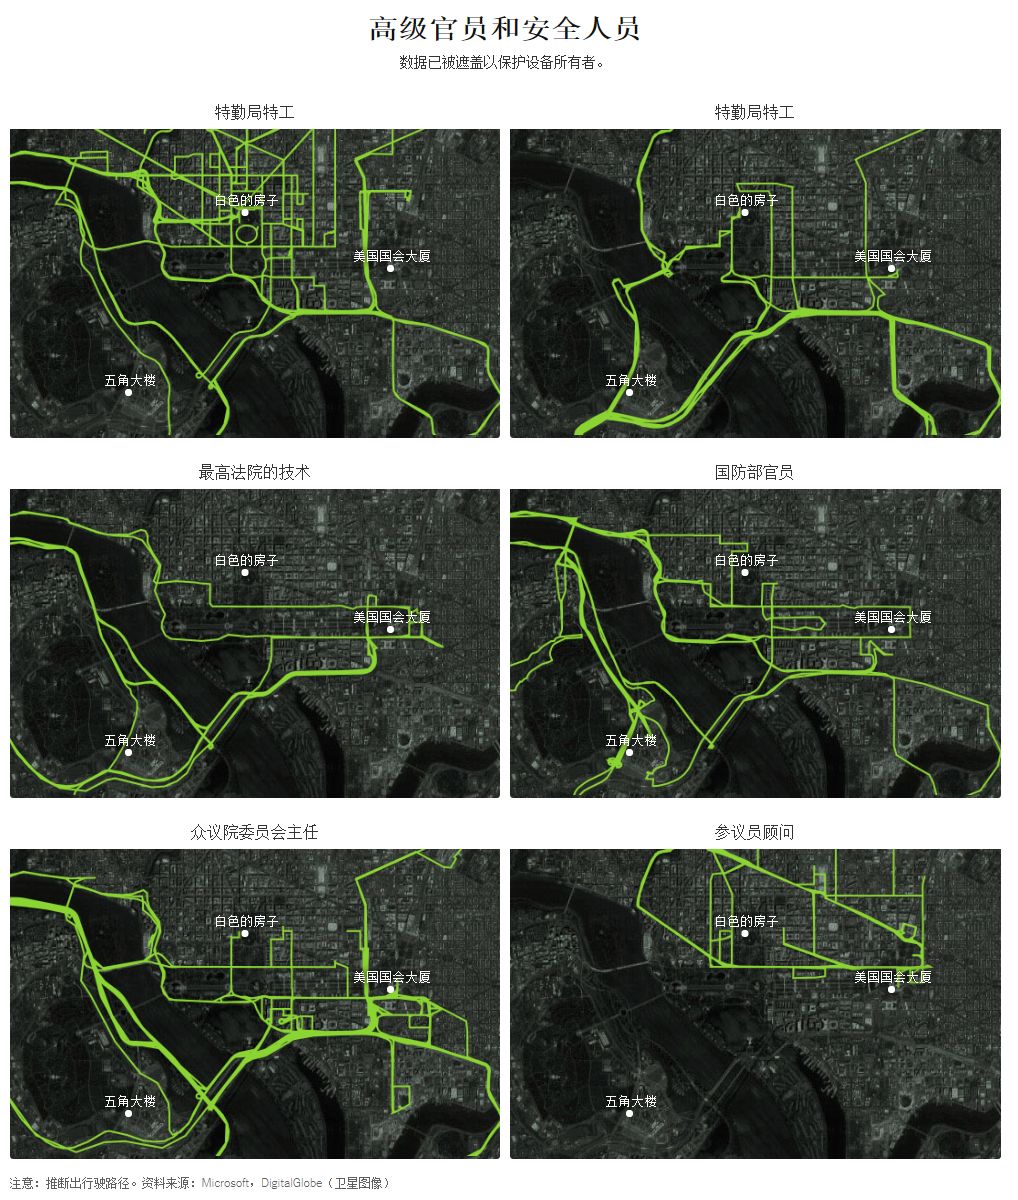 高级官员和安全人员
数据已被遮盖以保护设备所有者。
特勤局特工
特勤局特工
白色的房子
美国国会大厦
五角大楼
白色的房子
美国国会大厦
五角大楼
最高法院的技术
国防部官员
白色的房子
美国国会大厦
五角大楼
白色的房子
美国国会大厦
五角大楼
众议院委员会主任
参议员顾问
白色的房子
美国国会大厦
五角大楼
白色的房子
美国国会大厦
五角大楼
注意：推断出行驶路径。资料来源：Microsoft，DigitalGlobe（卫星图像）